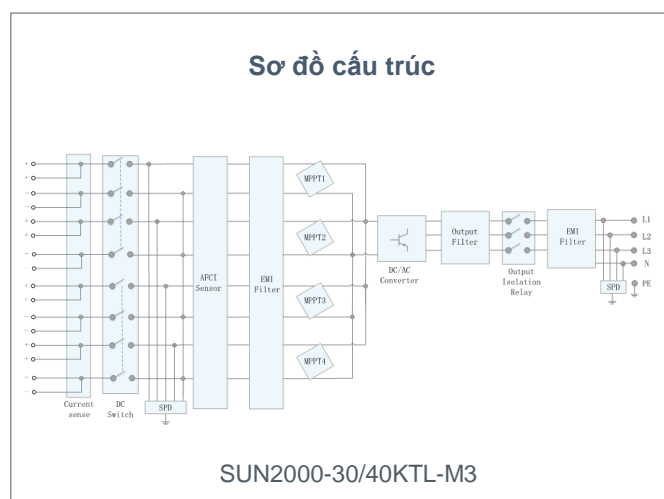 Sơ đồ cấu trúc
+
+
−
−
+
+
−
−
+
+
−
−
+
+
−
−
Current
sense
DC
Switch
SPD
AFCI
Sensor
EMI
Filter
MPPT1
MPPT2
MPPT3
MPPT4
DC/AC
Converter
Output
Filter
Output
Isolation
Relay
EMI
Filter
SPD
L1
L2
L3
N
PE
SUN2000-30/40KTL-M3